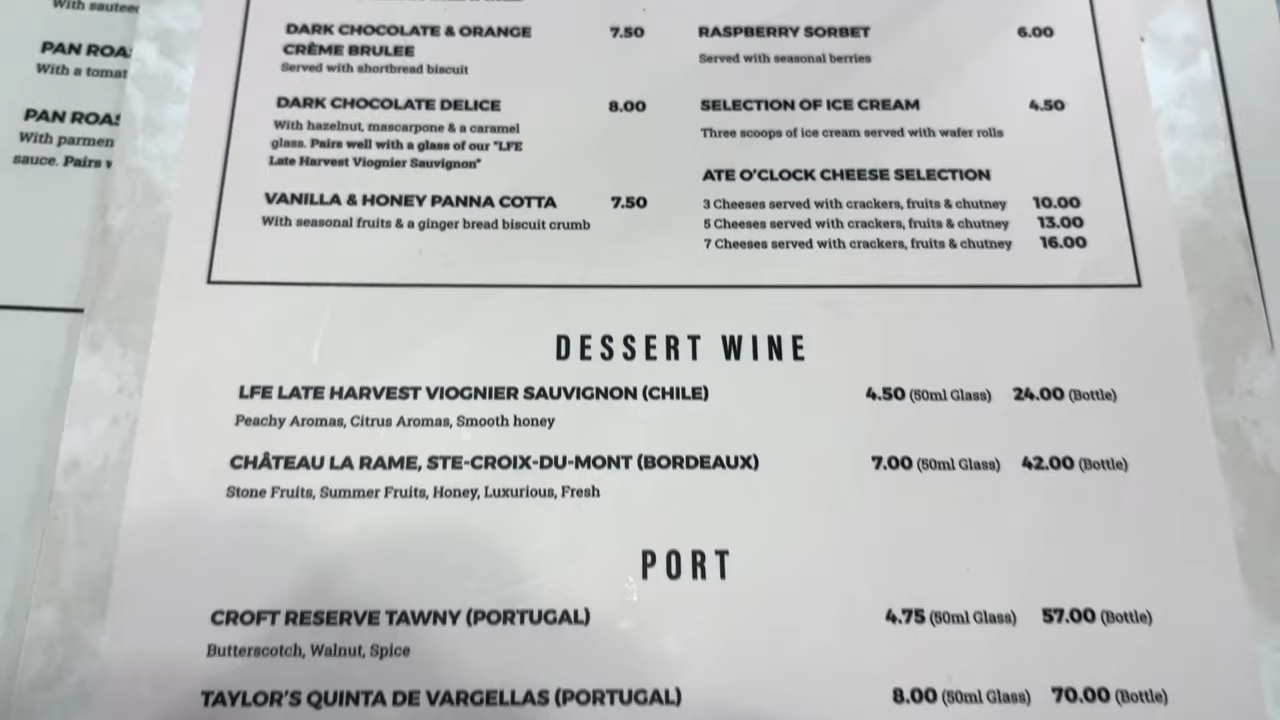 With sauteed
PAN ROAS
With a tomat
PAN ROAS
With parmen
sauce. Pairs w
DARK CHOCOLATE & ORANGE 7.50
CRÈME BRULEE
Served with shortbread biscuit
DARK CHOCOLATE DELICE 8.00
With hazelnut, mascarpone & a caramel
glass. Pairs well with a glass of our "LFE
Late Harvest Viognier Sauvignon"
VANILLA & HONEY PANNA COTTA 7.50
With seasonal fruits & a ginger bread biscuit crumb
RASPBERRY SORBET 6.00
Served with seasonal berries
SELECTION OF ICE CREAM 4.50
Three scoops of ice cream served with wafer rolls
ATE O'CLOCK CHEESE SELECTION
3 Cheeses served with crackers, fruits & chutney 10.00
5 Cheeses served with crackers, fruits & chutney 13.00
7 Cheeses served with crackers, fruits & chutney 16.00
DESSERT WINE
LFE LATE HARVEST VIOGNIER SAUVIGNON (CHILE) 4.50 (50ml Glass) 24.00 (Bottle)
Peachy Aromas, Citrus Aromas, Smooth honey
CHÂTEAU LA RAME, STE-CROIX-DU-MONT (BORDEAUX) 7.00 (50ml Glass) 42.00 (Bottle)
Stone Fruits, Summer Fruits, Honey, Luxurious, Fresh
PORT
CROFT RESERVE TAWNY (PORTUGAL) 4.75 (50ml Glass) 57.00 (Bottle)
Butterscotch, Walnut, Spice
TAYLOR'S QUINTA DE VARGELLAS (PORTUGAL) 8.00 (50ml Glass) 70.00 (Bottle)